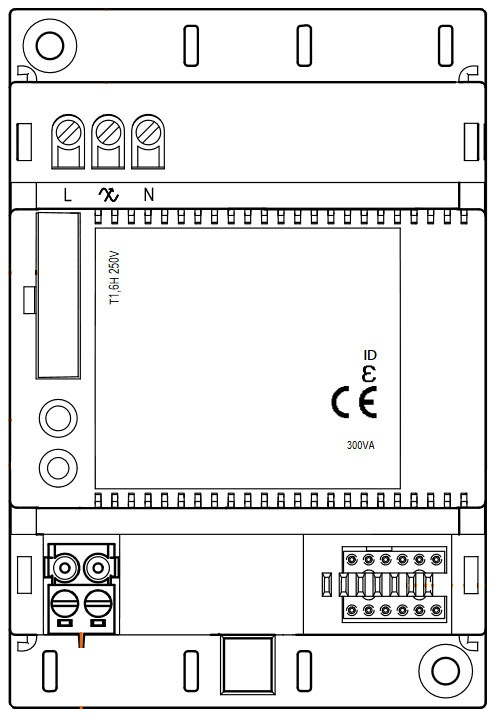 L N
T1,6H 250V
ID
ε
CE
300VA